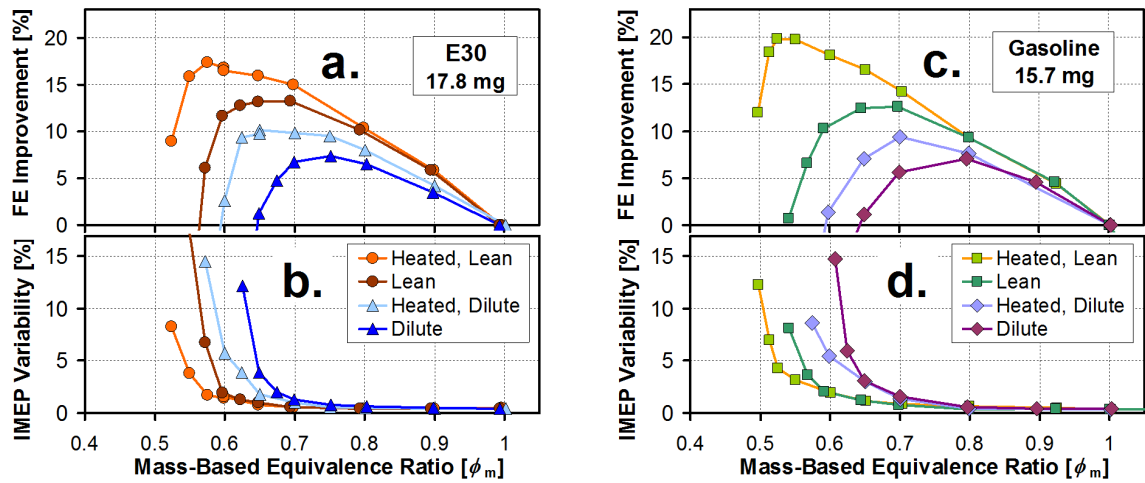 FE Improvement [%]
20
15
10
5
0
a.
E30
17.8 mg
IMEP Variability [%]
15
10
5
0
b.
Heated, Lean
Lean
Heated, Dilute
Dilute
0.4 0.5 0.6 0.7 0.8 0.9 1
Mass-Based Equivalence Ratio [ϕm]
FE Improvement [%]
20
15
10
5
0
c.
Gasoline
15.7 mg
IMEP Variability [%]
15
10
5
0
d.
Heated, Lean
Lean
Heated, Dilute
Dilute
0.4 0.5 0.6 0.7 0.8 0.9 1
Mass-Based Equivalence Ratio [ϕm]